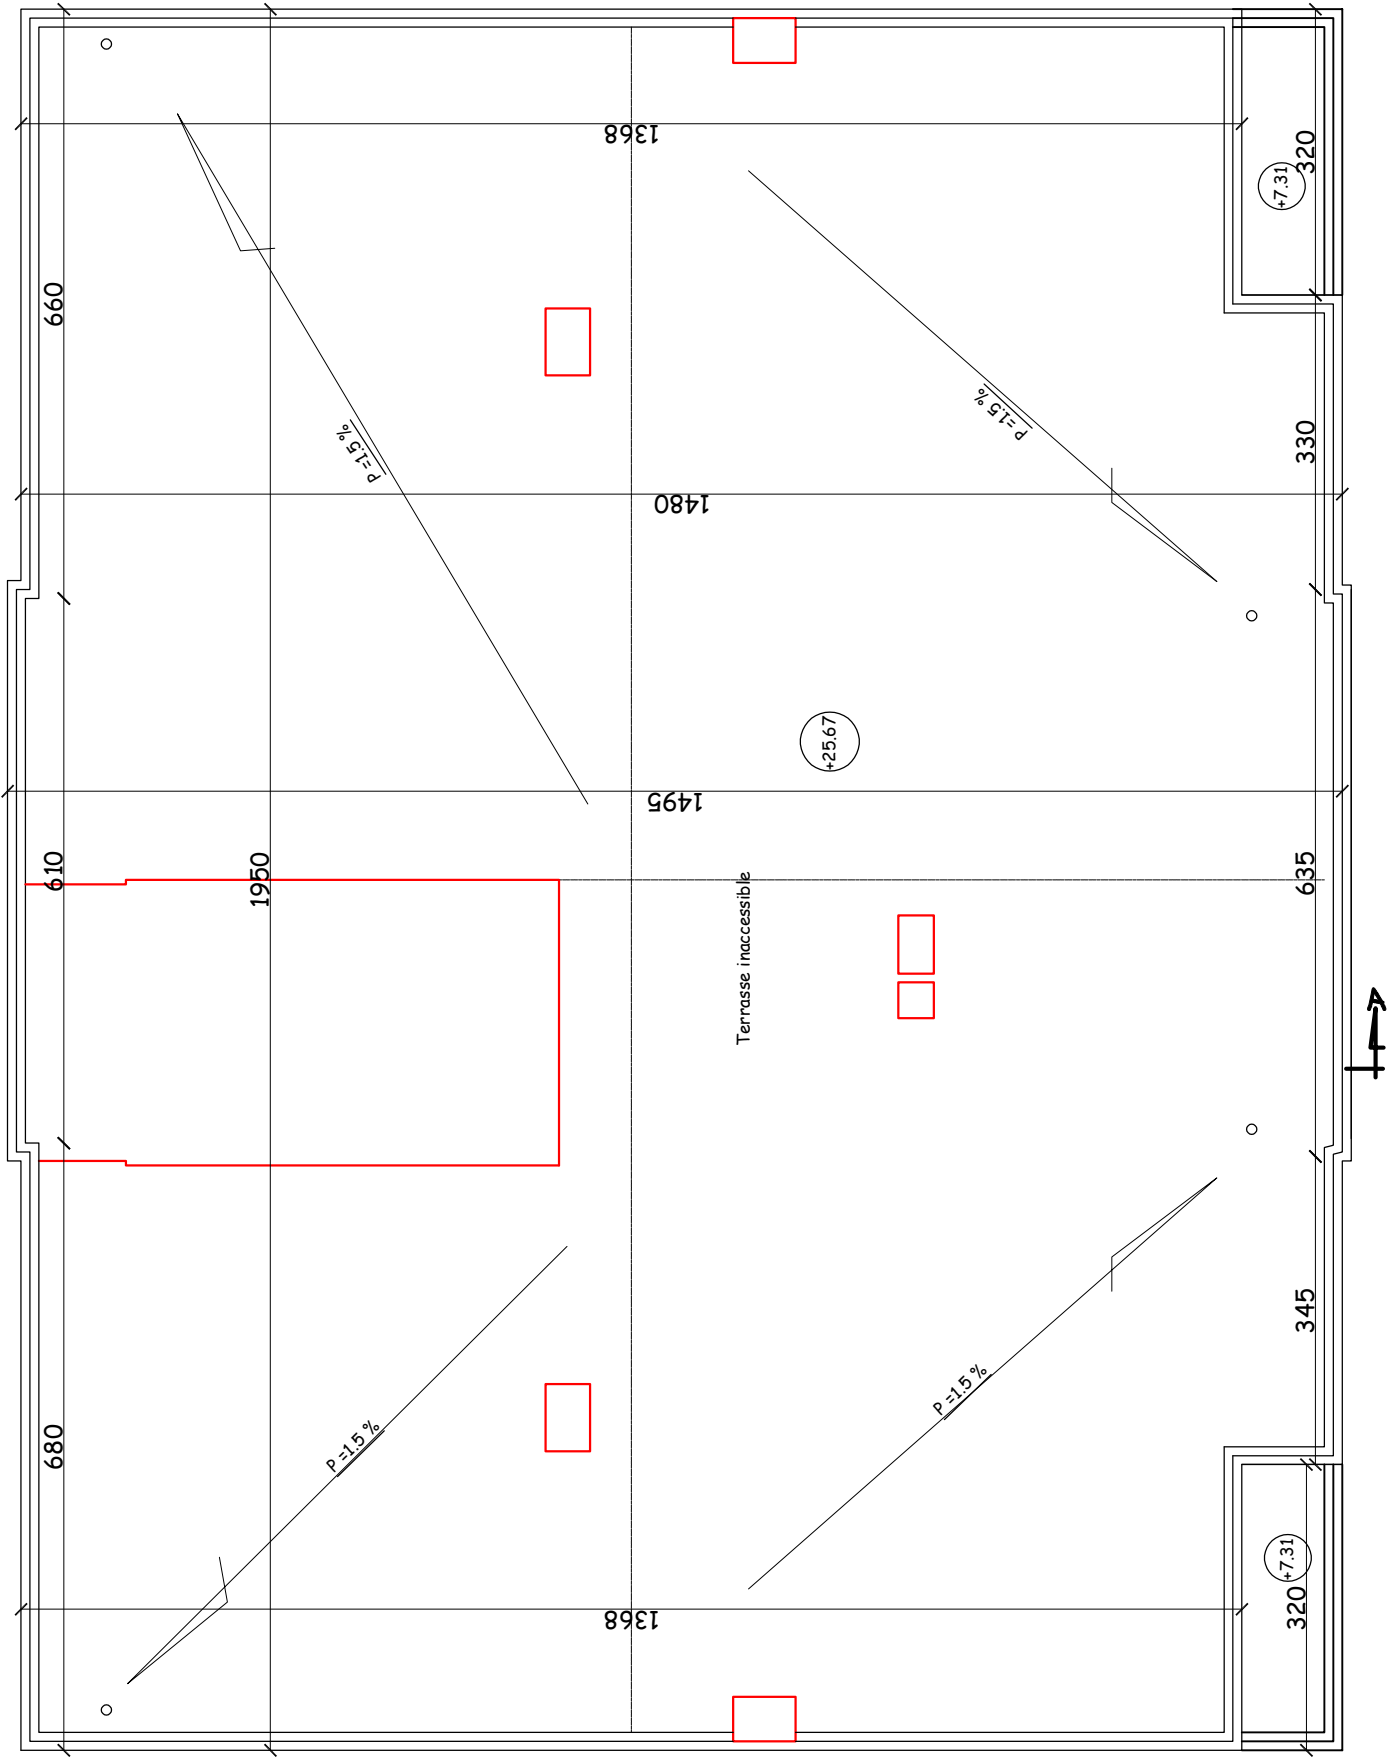 1368
320
+7.31
660
P =1.5 %
P =1.5 %
330
1480
+25.67
1495
610
1950
635
Terrasse inaccessible
A
345
P =1.5 %
P =1.5 %
680
+7.31
320
1368